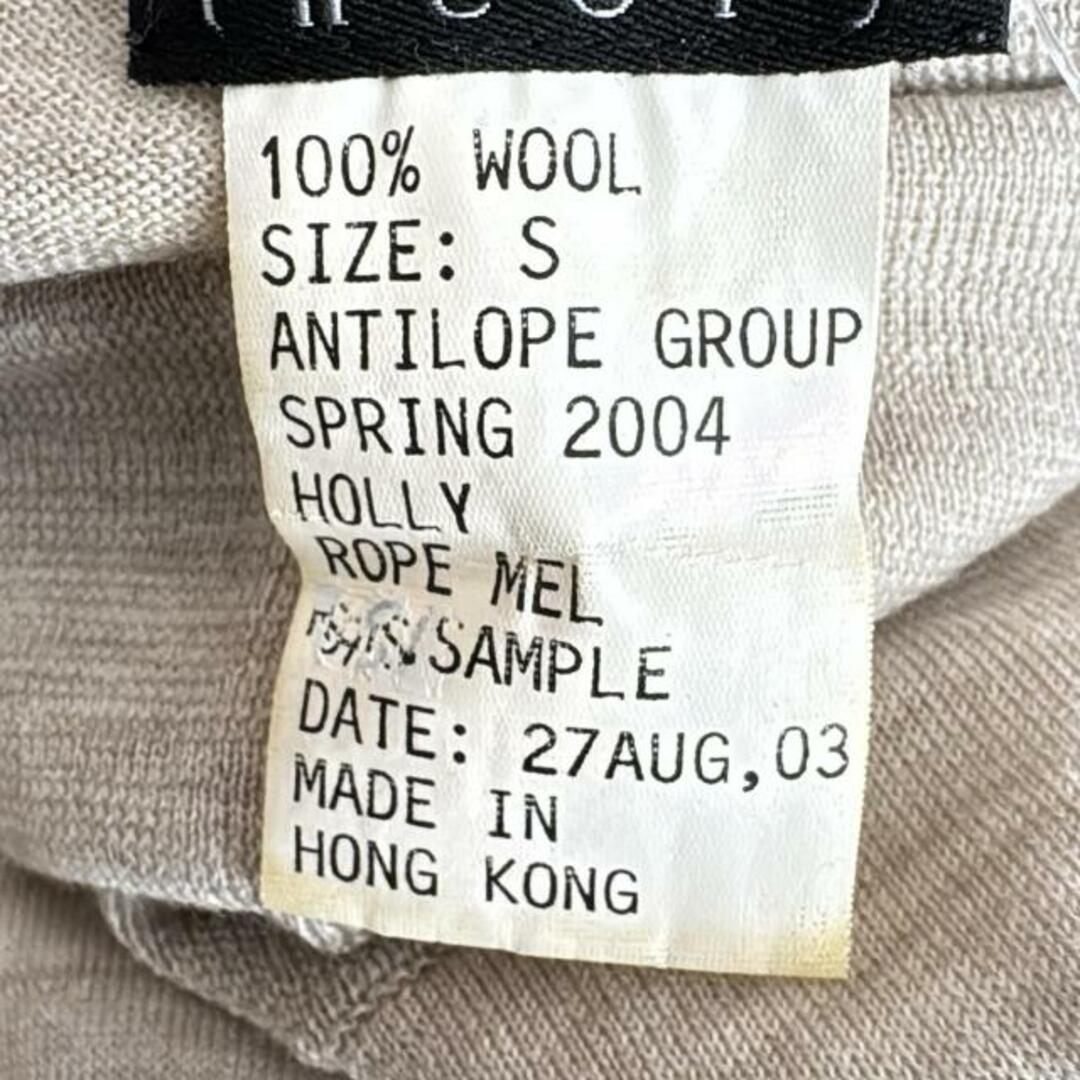 100% WOOL
SIZE: S
ANTILOPE GROUP
SPRING 2004
HOLLY
ROPE MEL
SAMPLE
DATE: 27AUG,03
MADE IN
HONG KONG